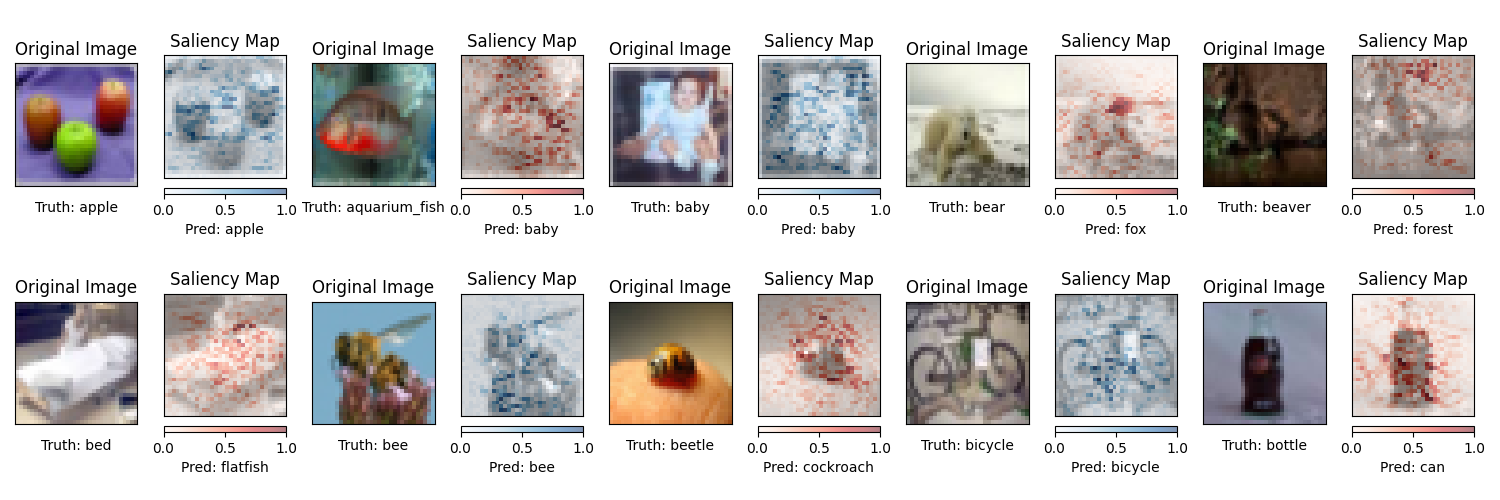 Original Image Saliency Map Original Image Saliency Map Original Image Saliency Map Original Image Saliency Map Original Image Saliency Map
Truth: apple 0.0 0.5 1.0 Truth: aquarium_fish 0.0 0.5 1.0 Truth: baby 0.0 0.5 1.0 Truth: bear 0.0 0.5 1.0 Truth: beaver 0.0 0.5 1.0
Pred: apple Pred: baby Pred: baby Pred: fox Pred: forest
Original Image Saliency Map Original Image Saliency Map Original Image Saliency Map Original Image Saliency Map Original Image Saliency Map
Truth: bed 0.0 0.5 1.0 Truth: bee 0.0 0.5 1.0 Truth: beetle 0.0 0.5 1.0 Truth: bicycle 0.0 0.5 1.0 Truth: bottle 0.0 0.5 1.0
Pred: flatfish Pred: bee Pred: cockroach Pred: bicycle Pred: can